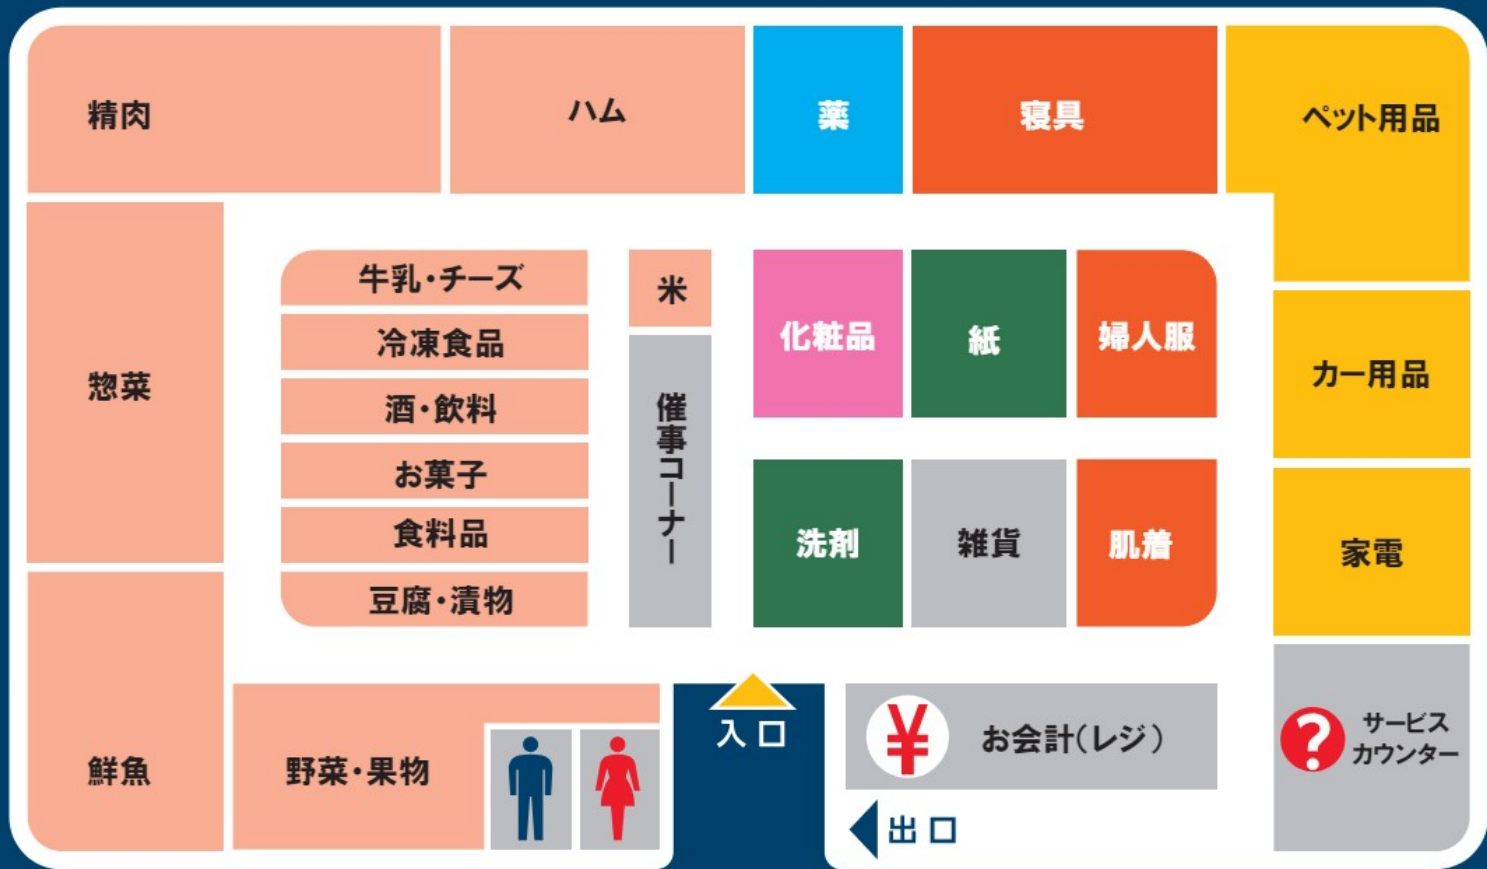 精肉
ハム
薬
寝具
ペット用品
惣菜
牛乳・チーズ
冷凍食品
酒・飲料
お菓子
食料品
豆腐・漬物
米
催事コーナー
化粧品
紙
婦人服
カー用品
洗剤
雑貨
肌着
家電
鮮魚
野菜・果物
入口
¥
お会計(レジ)
出口
?
サービス
カウンター